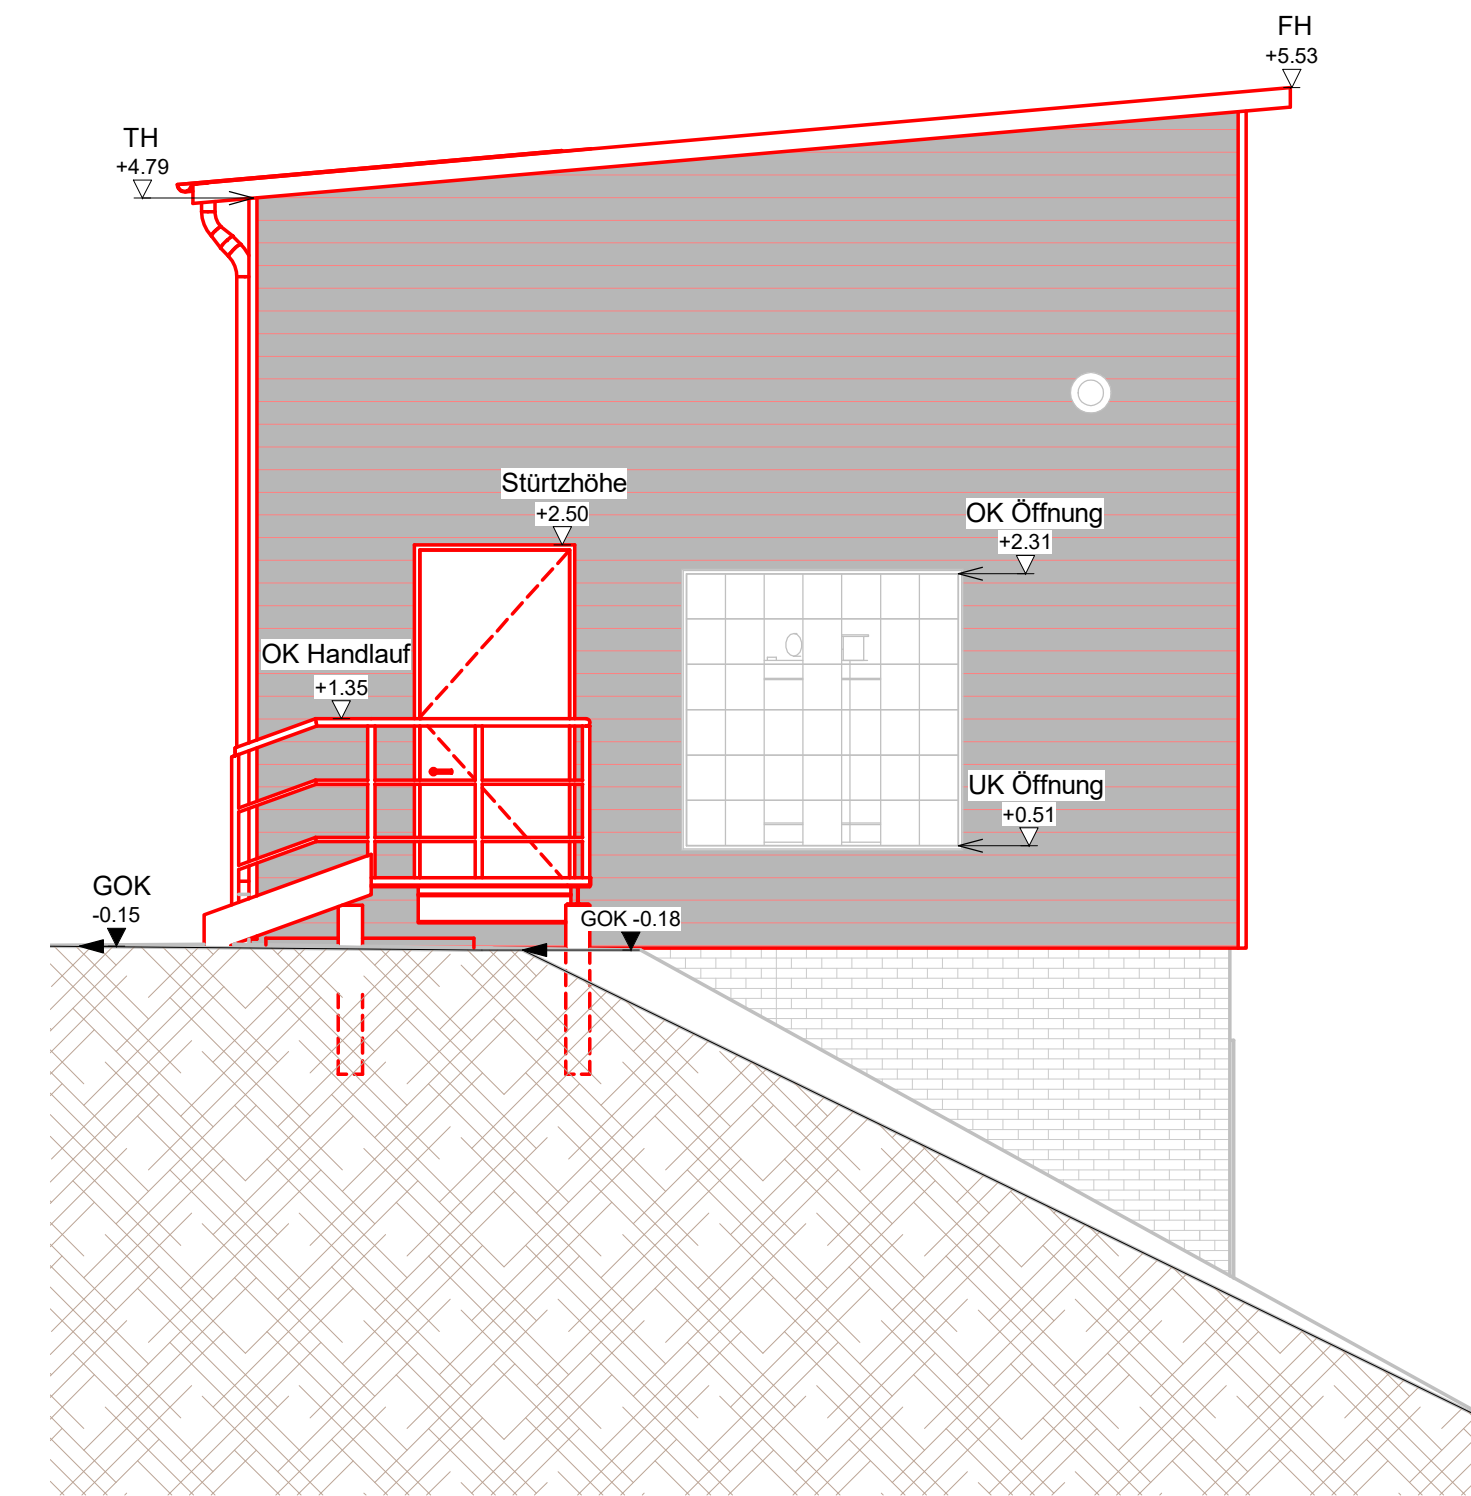 FH
+5.53
TH
+4.79
Stürtzhöhe
+2.50
OK Öffnung
+2.31
OK Handlauf
+1.35
UK Öffnung
+0.51
GOK
-0.15
GOK -0.18